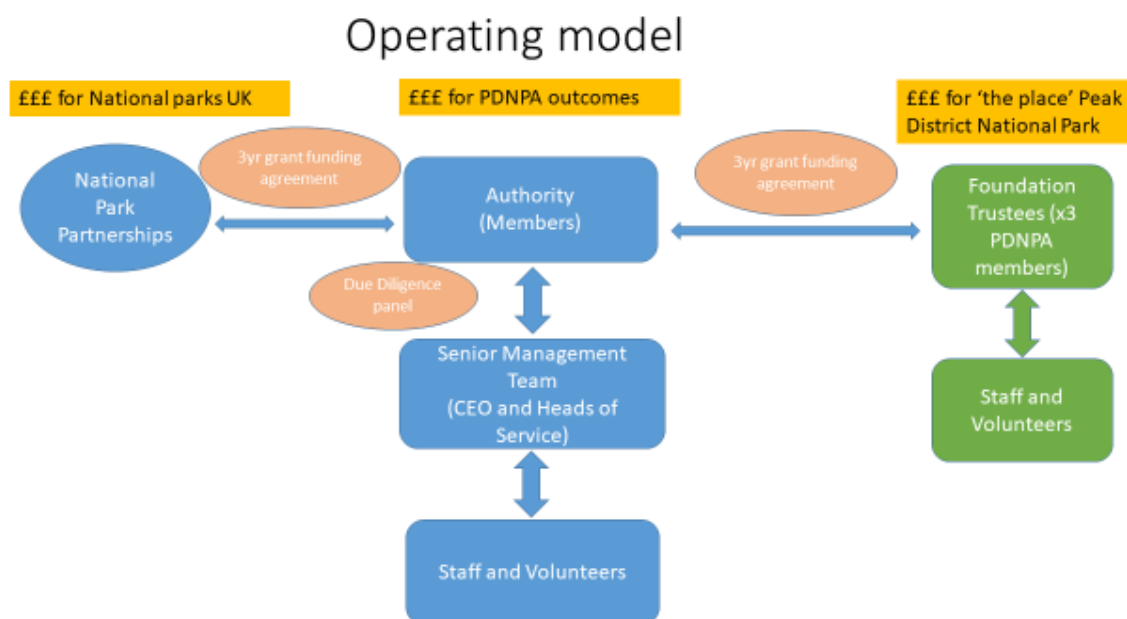 Operating model
£££ for National parks UK
£££ for PDNPA outcomes
£££ for ‘the place’ Peak
District National Park
3yr grant funding
agreement
3yr grant funding
agreement
National
Park
Partnerships
Authority
(Members)
Foundation
Trustees (x3
PDNPA
members)
Due Diligence
panel
Senior Management
Team
(CEO and Heads of
Service)
Staff and
Volunteers
Staff and Volunteers